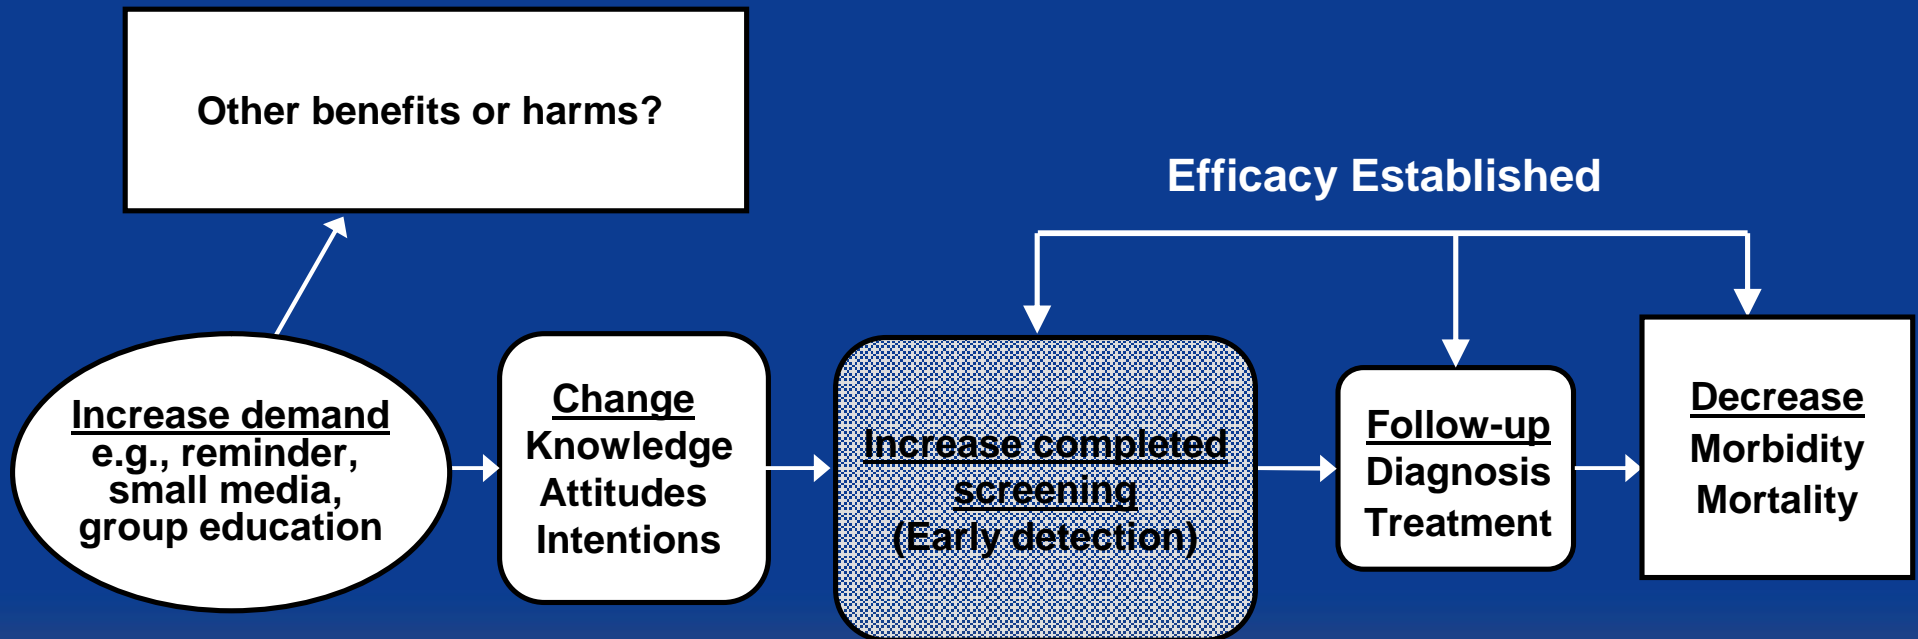 Other benefits or harms?
Efficacy Established
Increase demand
e.g., reminder,
small media,
group education
Change
Knowledge
Attitudes
Intentions
Increase completed
screening
(Early detection)
Follow-up
Diagnosis
Treatment
Decrease
Morbidity
Mortality